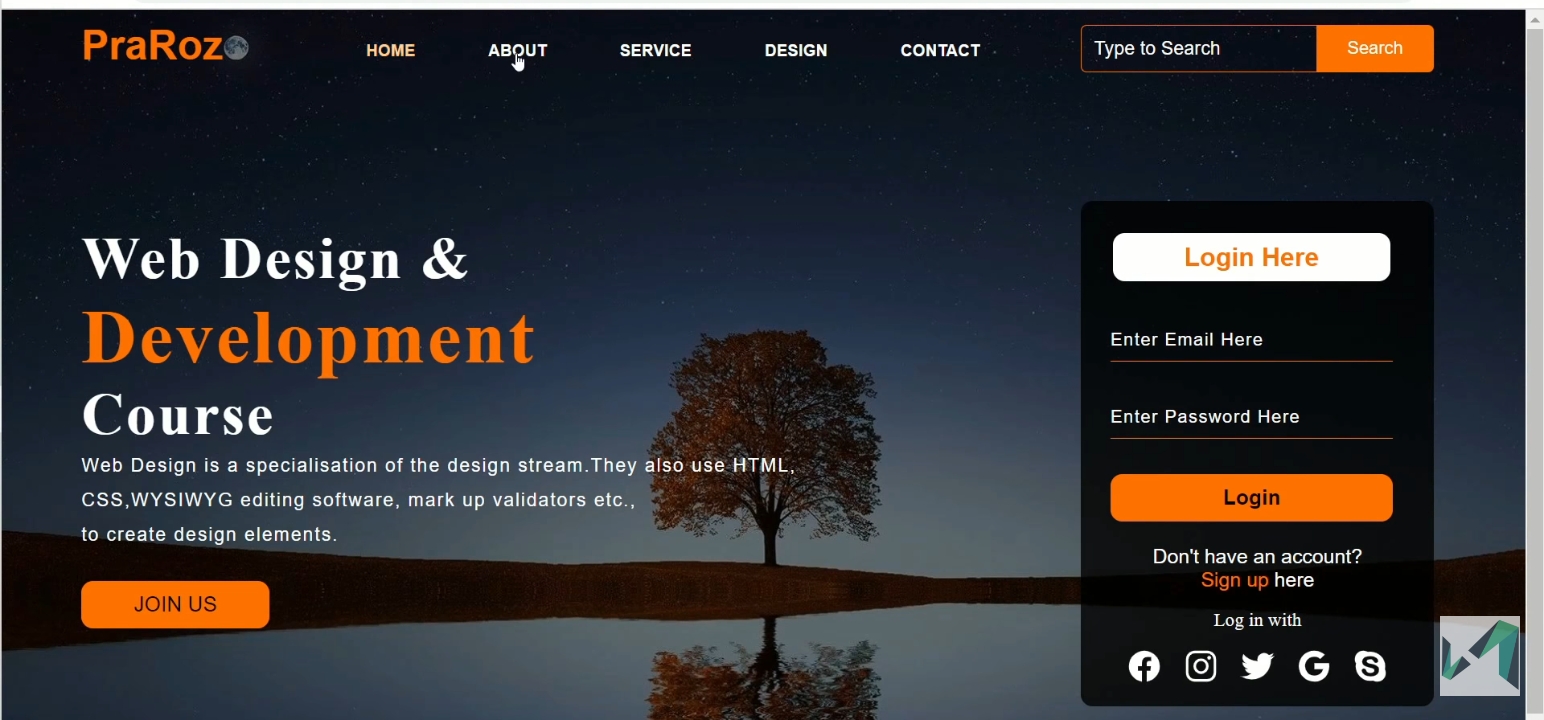 PraRoz
HOME
ABOUT
SERVICE
DESIGN
CONTACT
Type to Search
Search
Web Design &
Development
Course
Web Design is a specialisation of the design stream.They also use HTML,
CSS,WYSIWYG editing software, mark up validators etc.,
to create design elements.
JOIN US
Login Here
Enter Email Here
Enter Password Here
Login
Don't have an account?
Sign up here
Log in with